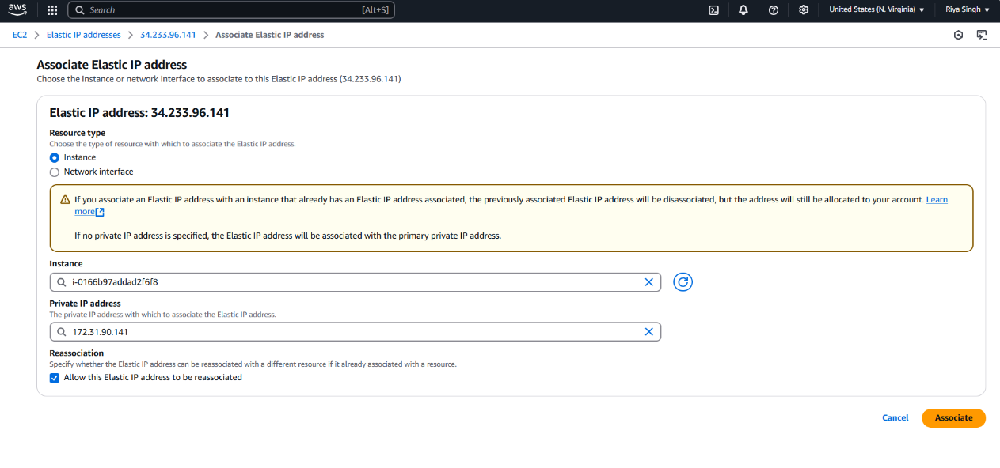 aws
Search [Alt+S] United States (N. Virginia) Riya Singh
EC2 Elastic IP addresses 34.233.96.141 Associate Elastic IP address
Associate Elastic IP address
Choose the instance or network interface to associate to this Elastic IP address (34.233.96.141)
Elastic IP address: 34.233.96.141
Resource type
Choose the type of resource with which to associate the Elastic IP address.
Instance
Network interface
If you associate an Elastic IP address with an instance that already has an Elastic IP address associated, the previously associated Elastic IP address will be disassociated, but the address will still be allocated to your account. Learn
more
If no private IP address is specified, the Elastic IP address will be associated with the primary private IP address.
Instance
i-0166b97addad2f6f8
Private IP address
The private IP address with which to associate the Elastic IP address.
172.31.90.141
Reassociation
Specify whether the Elastic IP address can be reassociated with a different resource if it already associated with a resource.
Allow this Elastic IP address to be reassociated
Cancel Associate